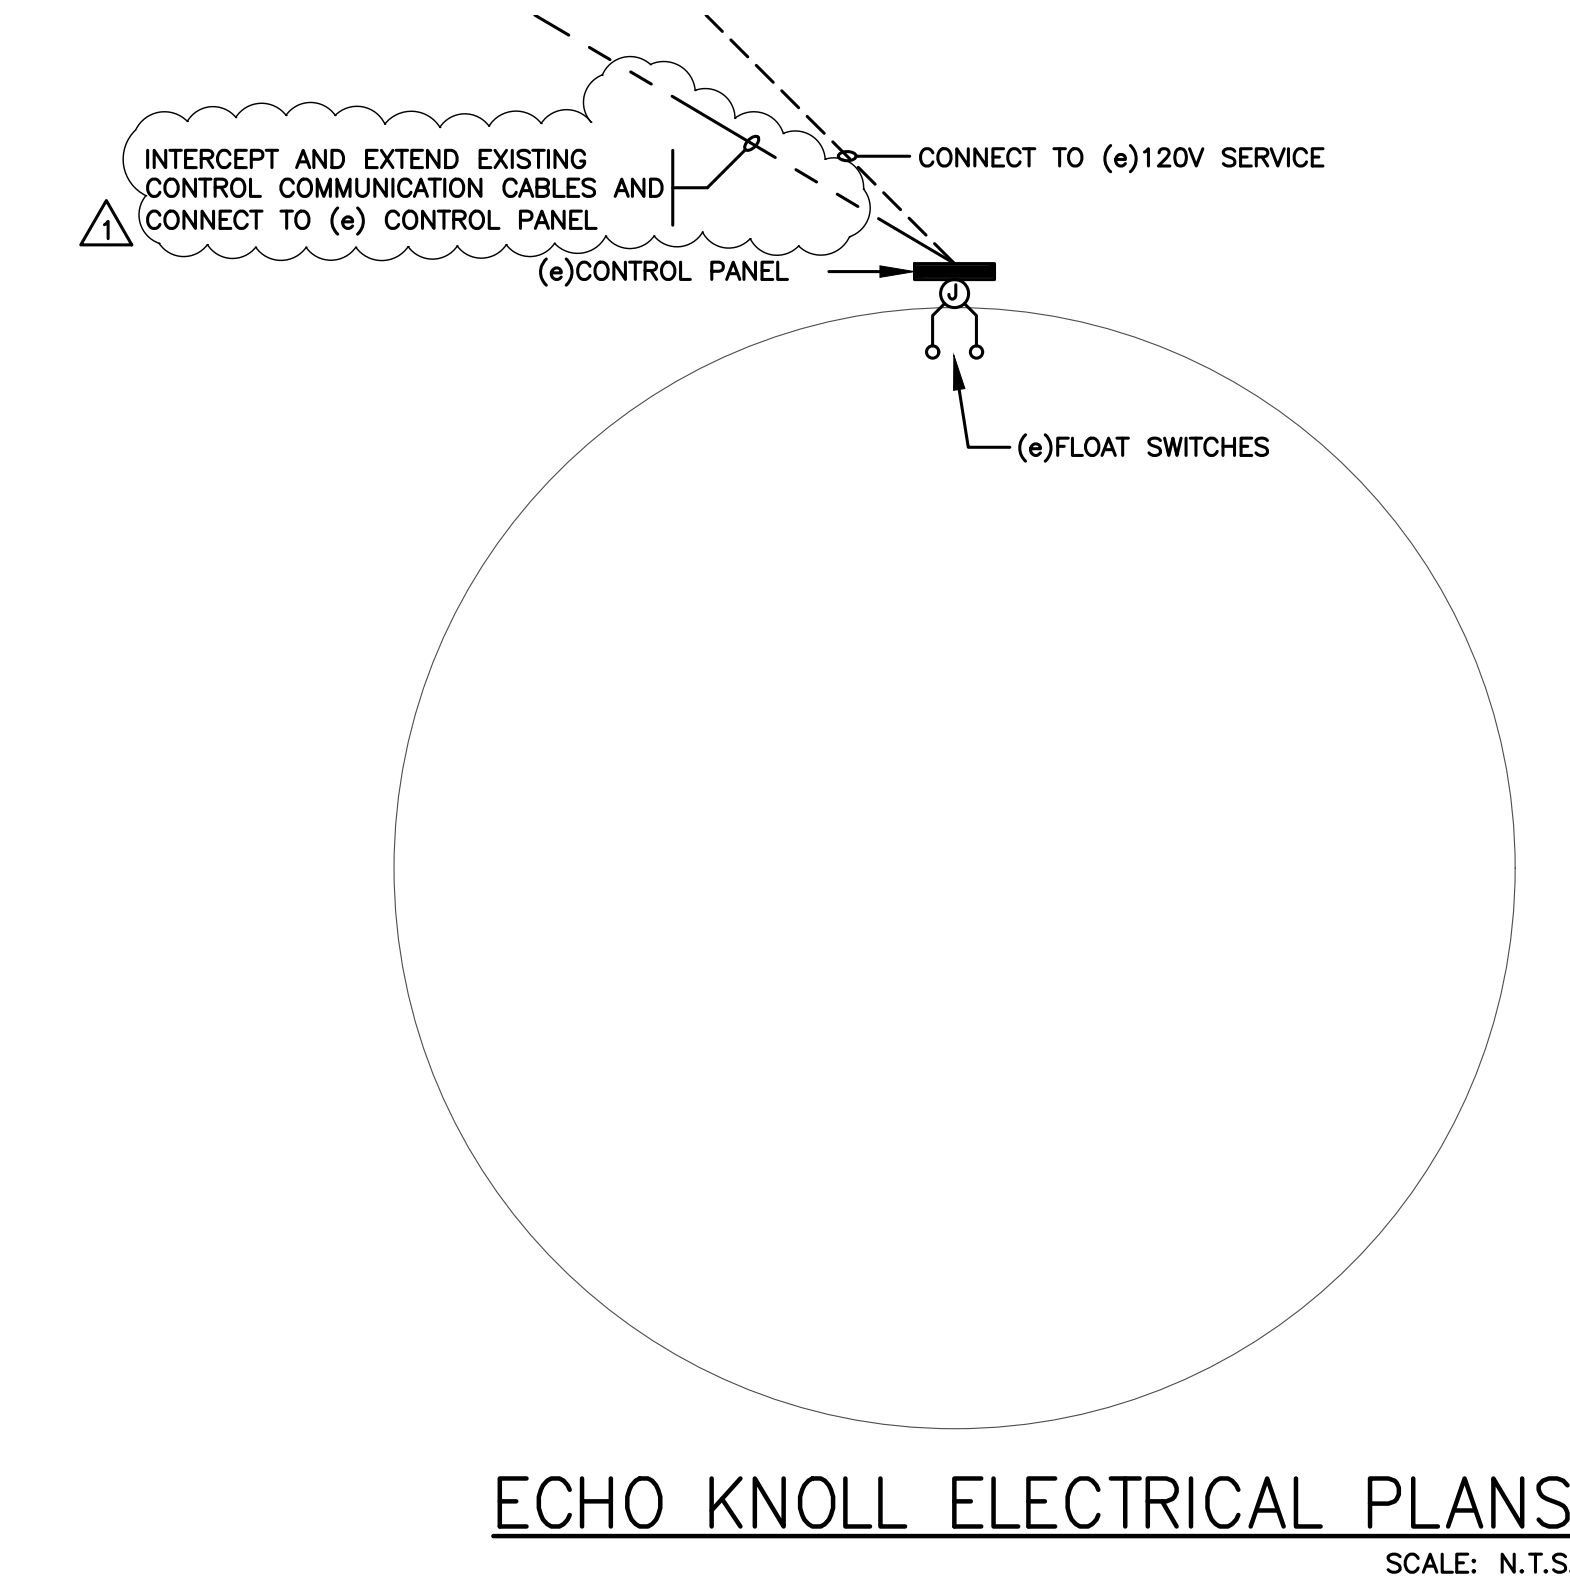 INTERCEPT AND EXTEND EXISTING
CONTROL COMMUNICATION CABLES AND
CONNECT TO (e) CONTROL PANEL
1
CONNECT TO (e)120V SERVICE
(e)CONTROL PANEL
J
(e)FLOAT SWITCHES
ECHO KNOLL ELECTRICAL PLANS
SCALE: N.T.S.